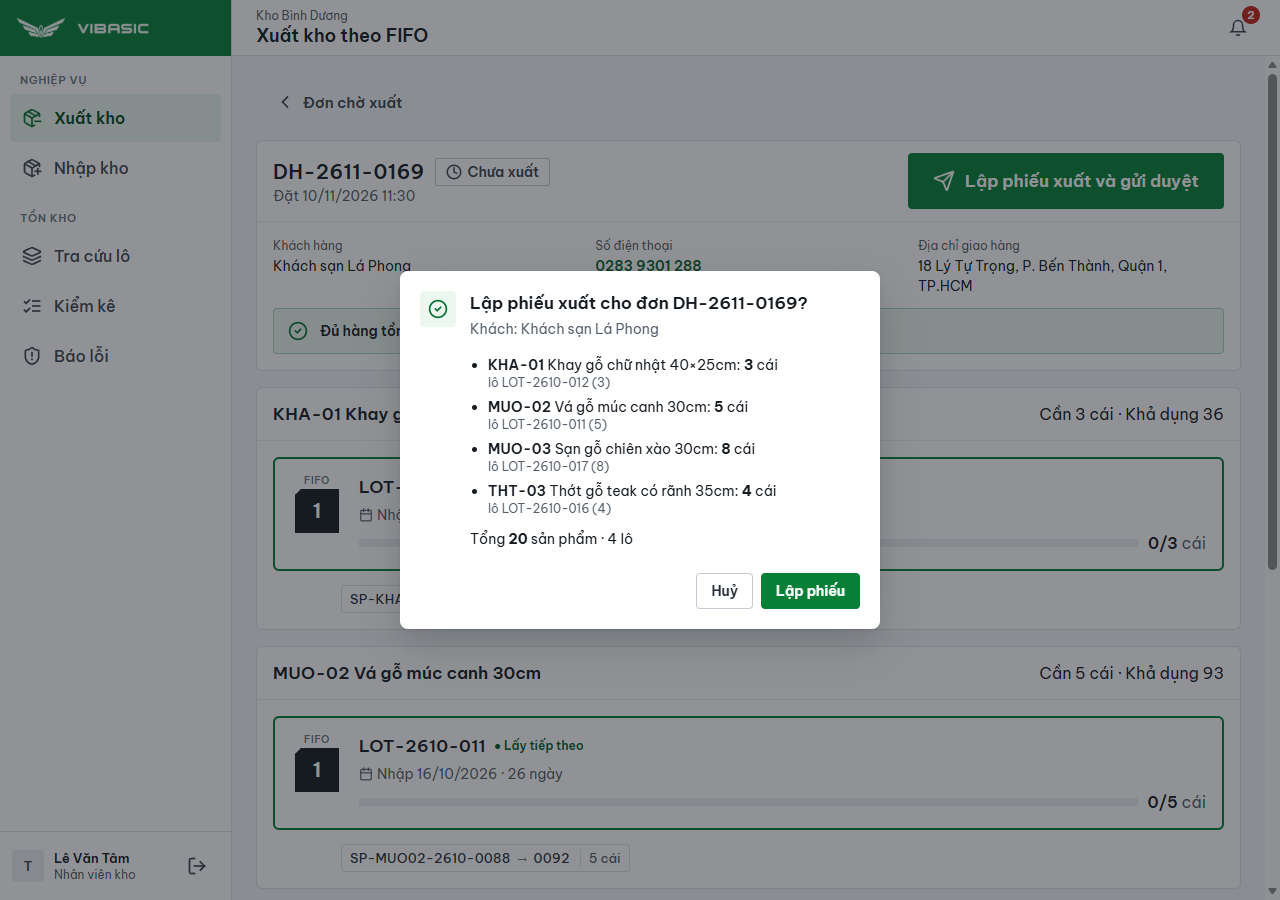 VIBASIC
Kho Bình Dương
Xuất kho theo FIFO
2
NGHIỆP VỤ
Xuất kho
Nhập kho
TỒN KHO
Tra cứu lô
Kiểm kê
Báo lỗi
Đơn chờ xuất
DH-2611-0169
Chưa xuất
Đặt 10/11/2026 11:30
Lập phiếu xuất và gửi duyệt
Khách hàng
Khách sạn Lá Phong
Số điện thoại
0283 9301 288
Địa chỉ giao hàng
18 Lý Tự Trọng, P. Bến Thành, Quận 1,
TP.HCM
Đủ hàng tồ
KHA-01 Khay g
Cần 3 cái · Khả dụng 36
FIFO
1
LOT-
Nhậ
0/3 cái
SP-KHA
Lập phiếu xuất cho đơn DH-2611-0169?
Khách: Khách sạn Lá Phong
• KHA-01 Khay gỗ chữ nhật 40×25cm: 3 cái
lô LOT-2610-012 (3)
• MUO-02 Vá gỗ múc canh 30cm: 5 cái
lô LOT-2610-011 (5)
• MUO-03 Sạn gỗ chiên xào 30cm: 8 cái
lô LOT-2610-017 (8)
• THT-03 Thớt gỗ teak có rãnh 35cm: 4 cái
lô LOT-2610-016 (4)
Tổng 20 sản phẩm · 4 lô
Huỷ
Lập phiếu
MUO-02 Vá gỗ múc canh 30cm
Cần 5 cái · Khả dụng 93
FIFO
1
LOT-2610-011
• Lấy tiếp theo
Nhập 16/10/2026 · 26 ngày
0/5 cái
SP-MUO02-2610-0088 → 0092
5 cái
T
Lê Văn Tâm
Nhân viên kho